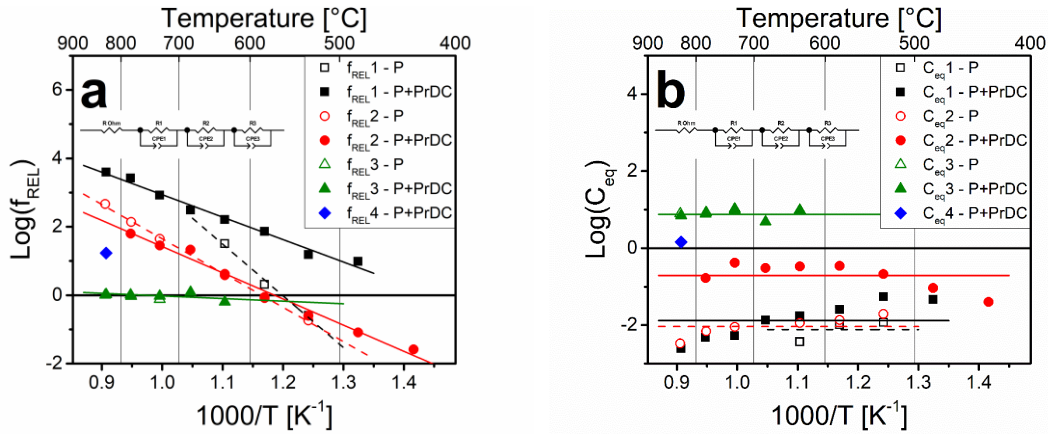 Temperature [°C]
900 800 700 600 500 400
a
f_REL1 - P
f_REL1 - P+PrDC
f_REL2 - P
f_REL2 - P+PrDC
f_REL3 - P
f_REL3 - P+PrDC
f_REL4 - P+PrDC
R Ohm R1 R2 R3
CPE1 CPE2 CPE3
Log(f_REL)
6
4
2
0
-2
0.9 1.0 1.1 1.2 1.3 1.4
1000/T [K⁻¹]
Temperature [°C]
900 800 700 600 500 400
b
C_eq1 - P
C_eq1 - P+PrDC
C_eq2 - P
C_eq2 - P+PrDC
C_eq3 - P
C_eq3 - P+PrDC
C_eq4 - P+PrDC
R Ohm R1 R2 R3
CPE1 CPE2 CPE3
Log(C_eq)
4
2
0
-2
0.9 1.0 1.1 1.2 1.3 1.4
1000/T [K⁻¹]